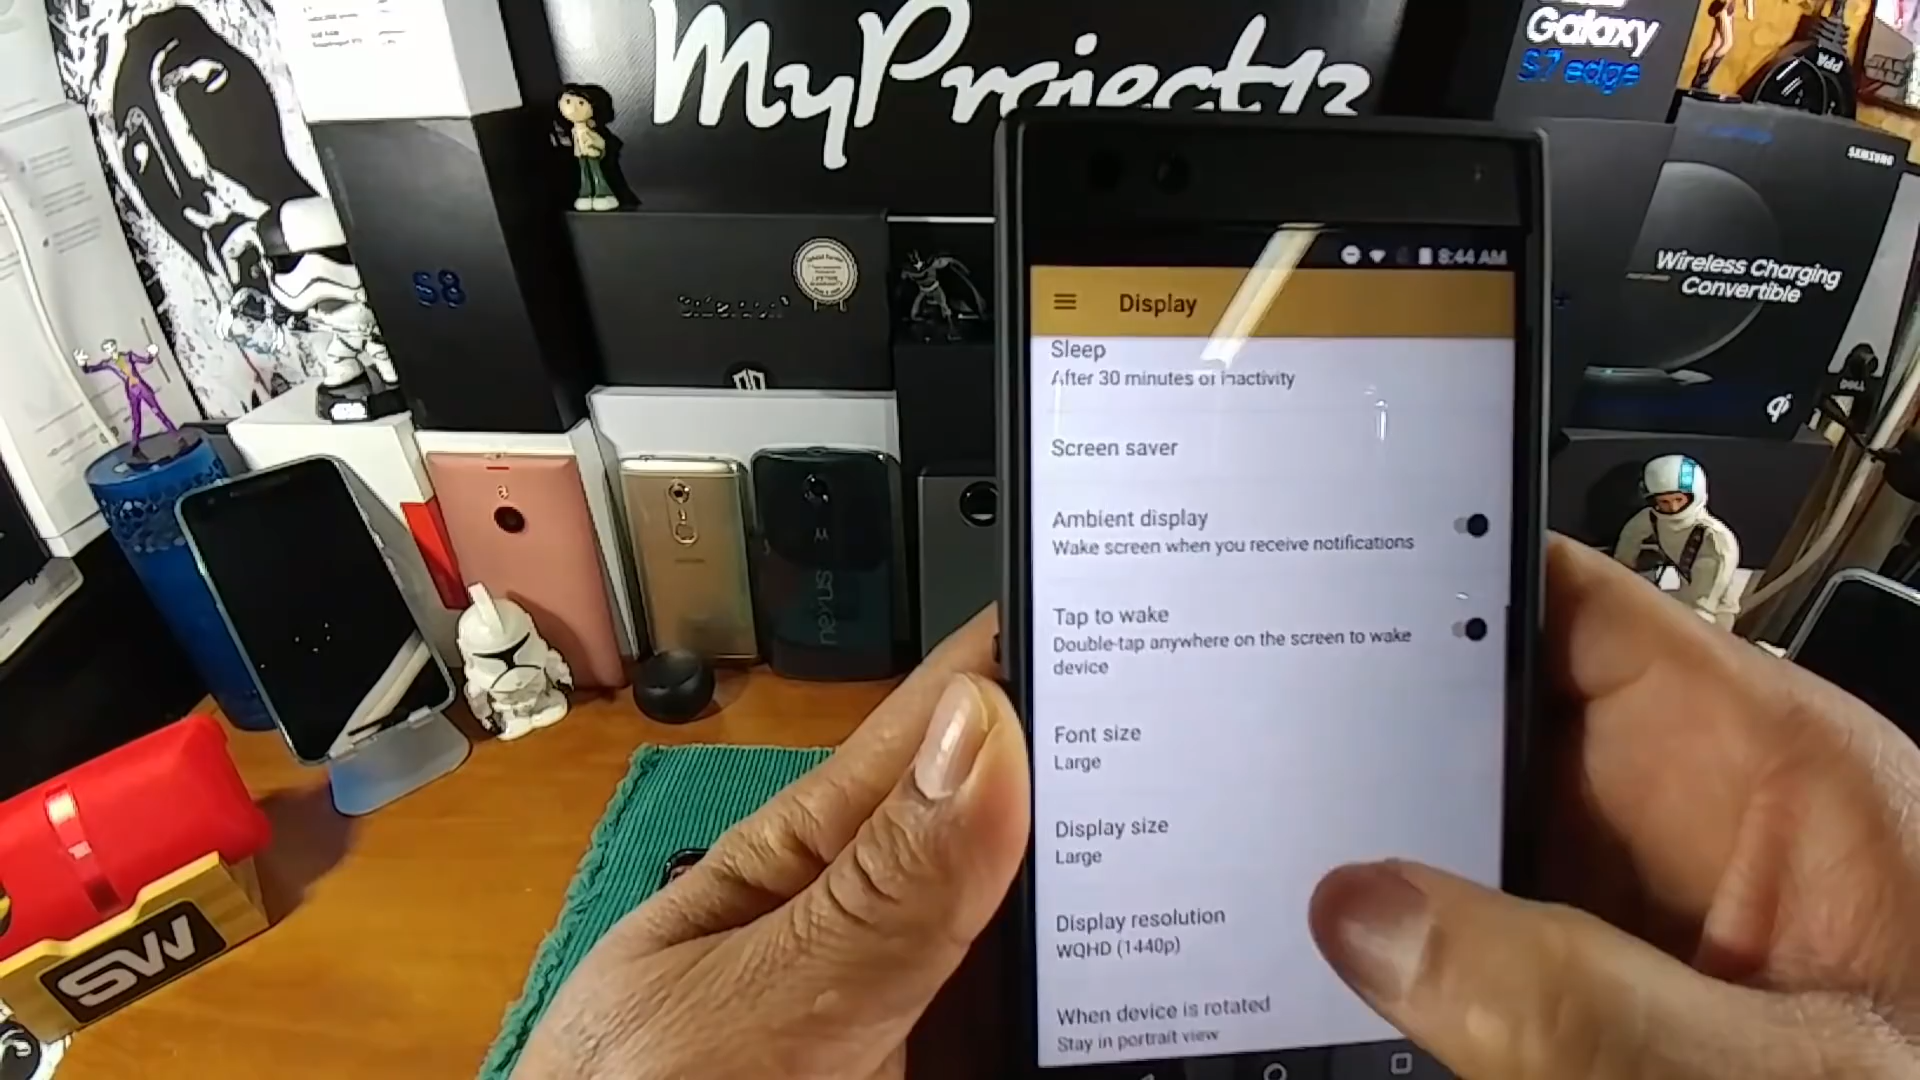 MyProject12
Galaxy
S7 edge
SAMSUNG
Wireless Charging
Convertible
DELL
S8
nexus
SW
8:44 AM
Display
Sleep
After 30 minutes of inactivity
Screen saver
Ambient display
Wake screen when you receive notifications
Tap to wake
Double-tap anywhere on the screen to wake
device
Font size
Large
Display size
Large
Display resolution
WQHD (1440p)
When device is rotated
Stay in portrait view